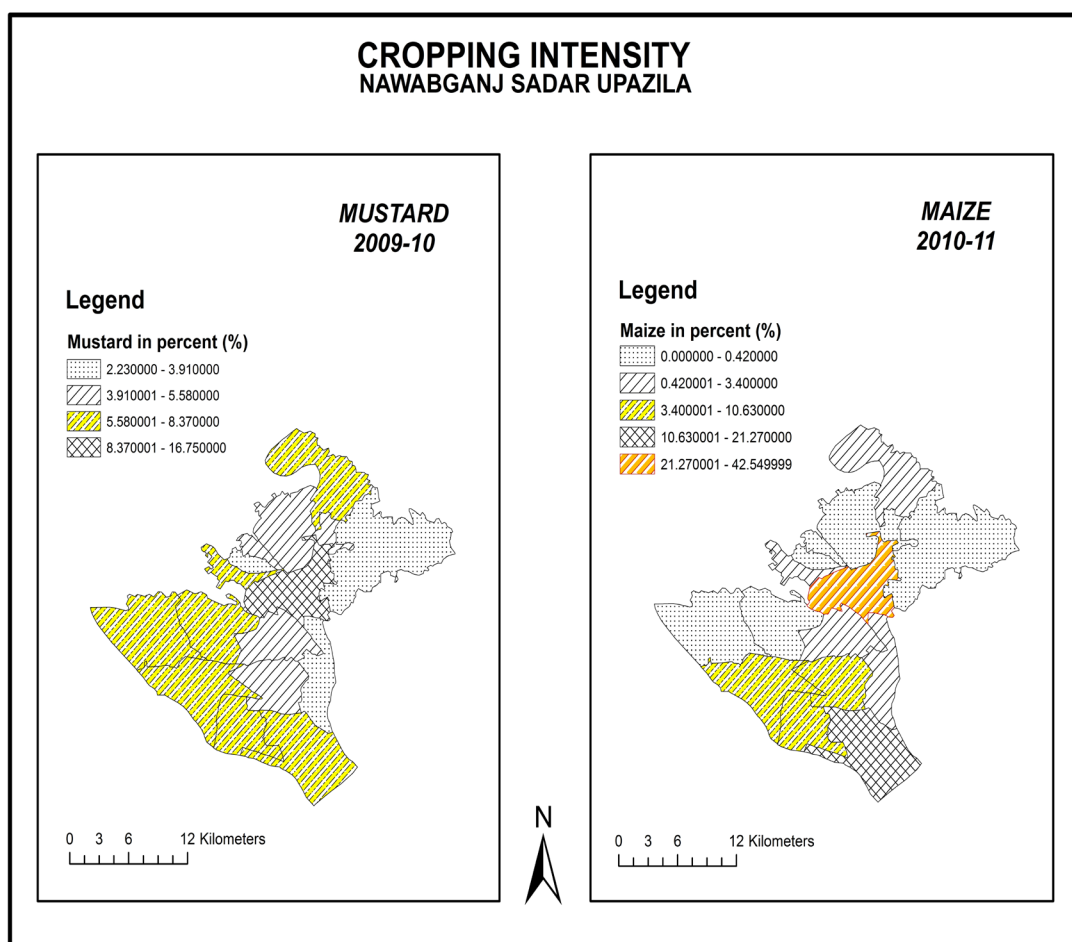 CROPPING INTENSITY
NAWABGANJ SADAR UPAZILA
MUSTARD
2009-10
Legend
Mustard in percent (%)
2.230000 - 3.910000
3.910001 - 5.580000
5.580001 - 8.370000
8.370001 - 16.750000
0 3 6 12 Kilometers
N
MAIZE
2010-11
Legend
Maize in percent (%)
0.000000 - 0.420000
0.420001 - 3.400000
3.400001 - 10.630000
10.630001 - 21.270000
21.270001 - 42.549999
0 3 6 12 Kilometers